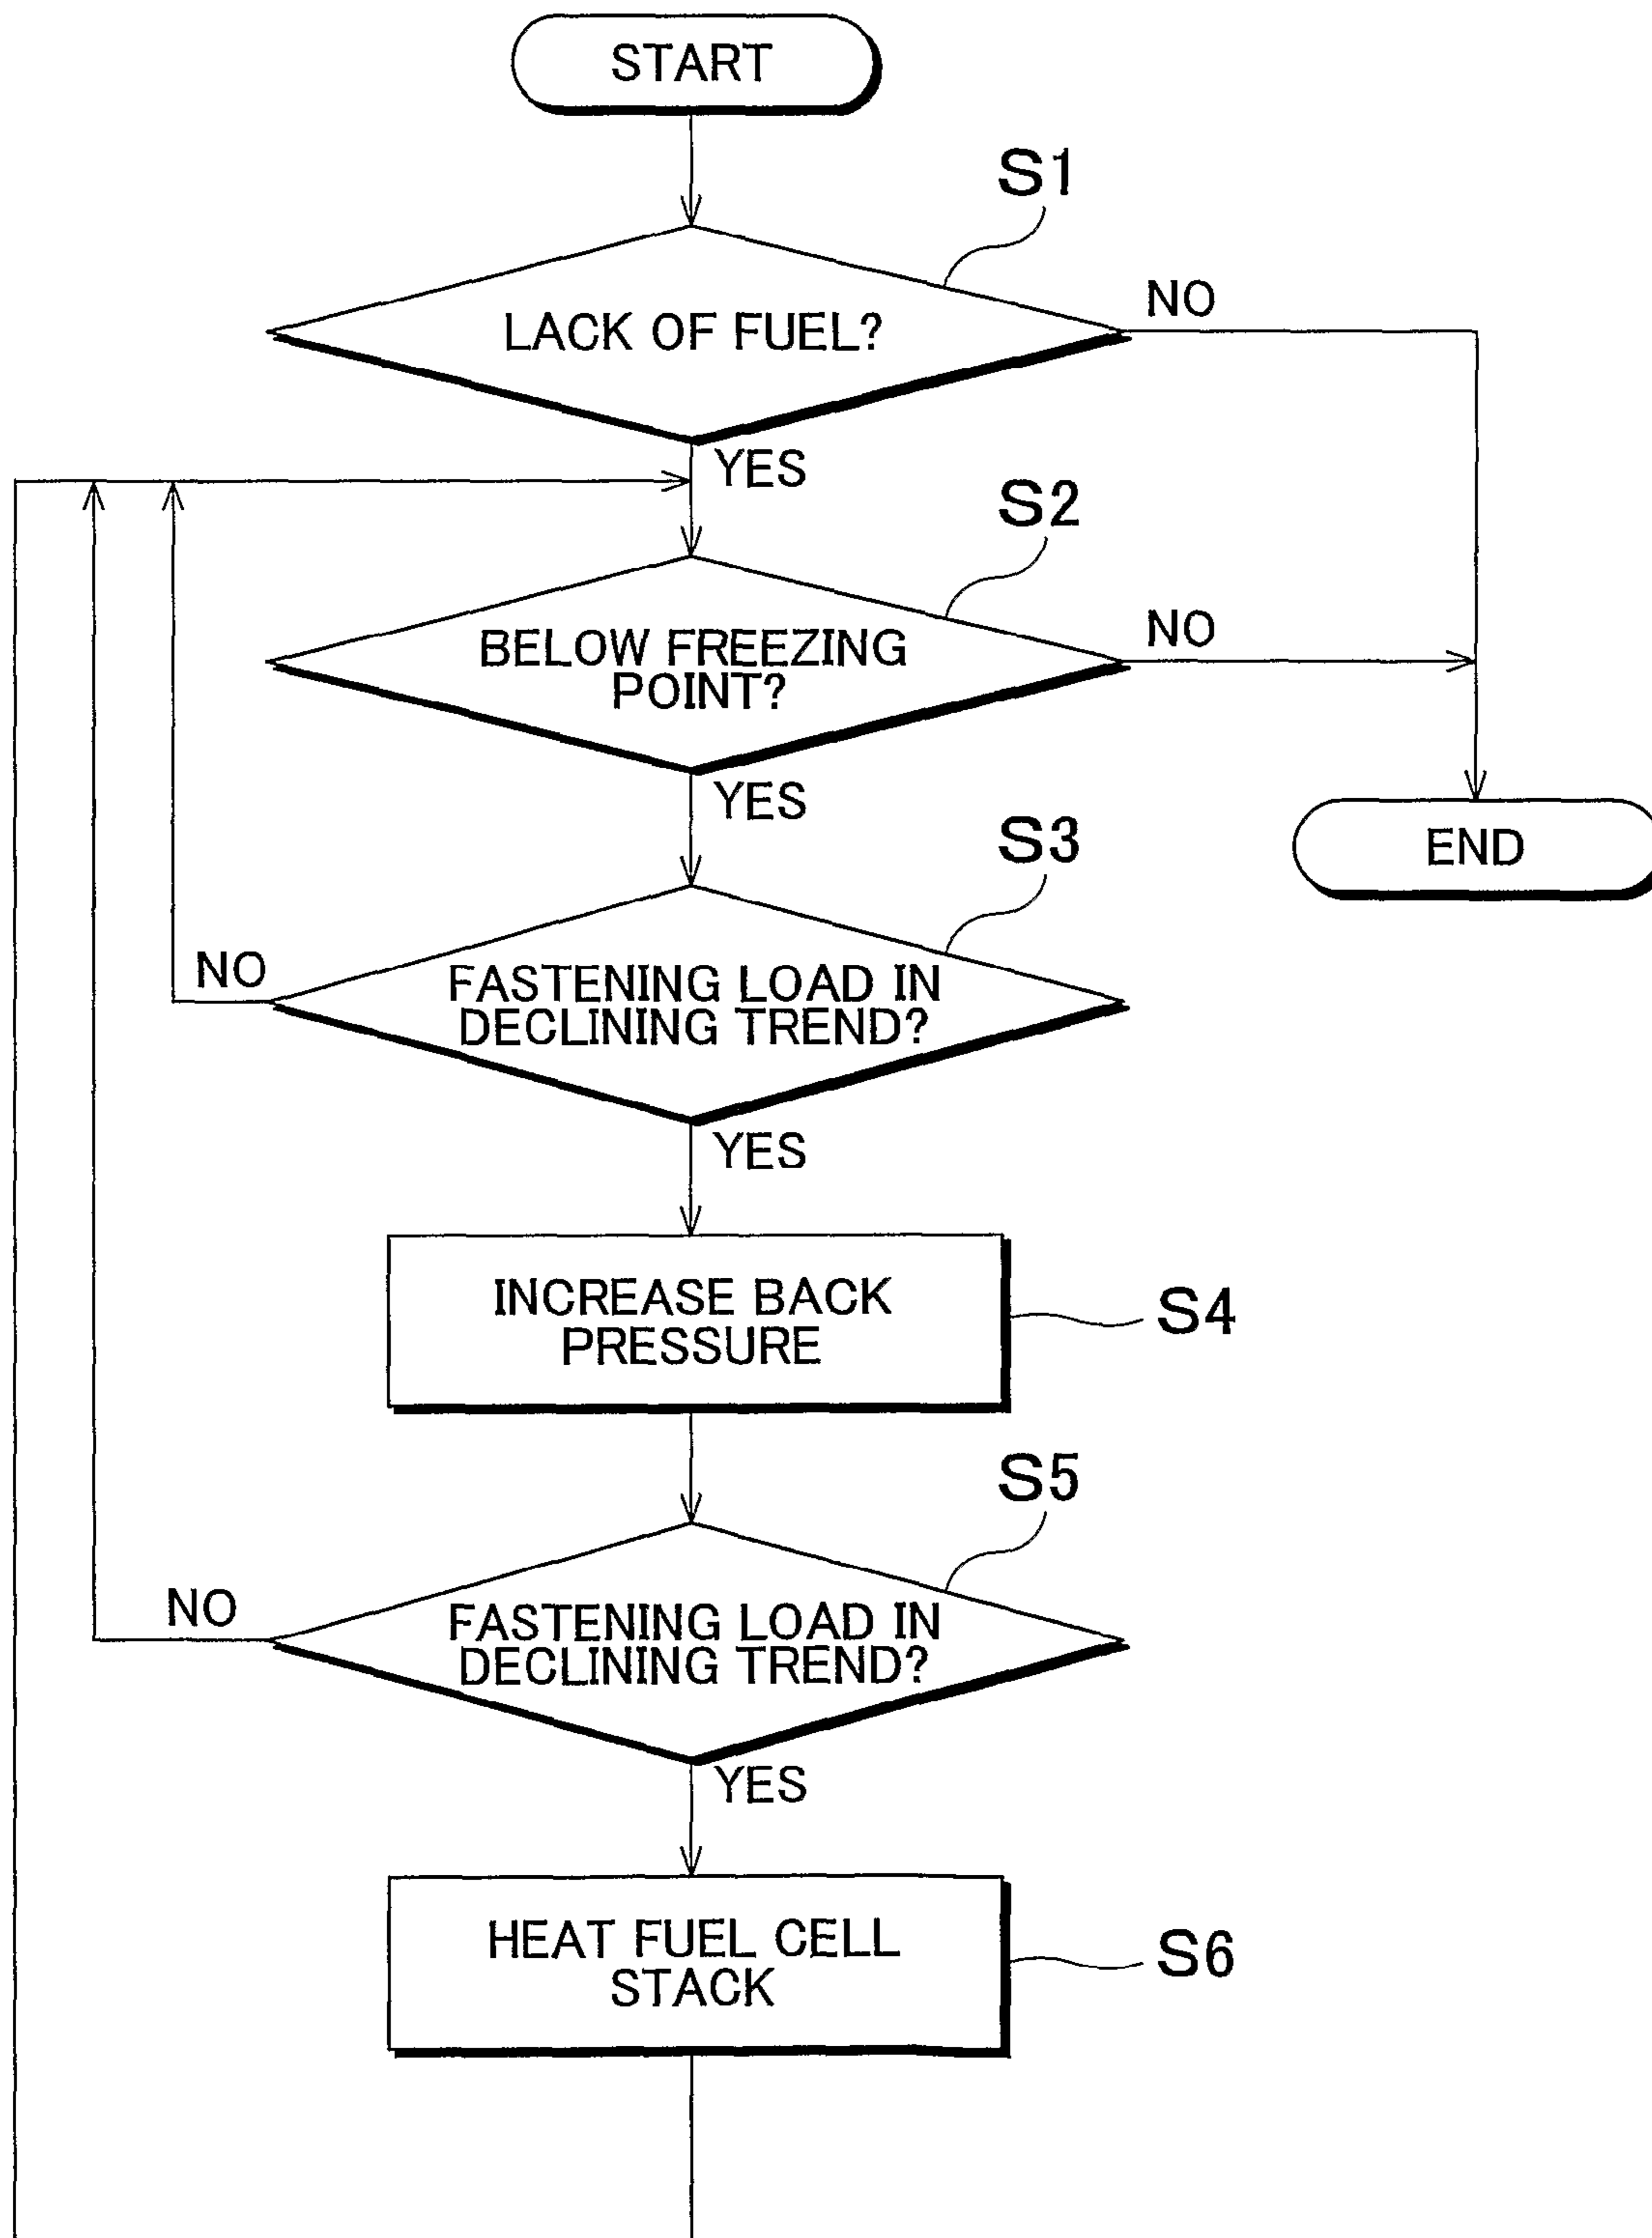 START
S1
LACK OF FUEL?
NO
YES
S2
BELOW FREEZING
POINT?
NO
YES
END
S3
FASTENING LOAD IN
DECLINING TREND?
NO
YES
INCREASE BACK
PRESSURE
S4
S5
FASTENING LOAD IN
DECLINING TREND?
NO
YES
HEAT FUEL CELL
STACK
S6